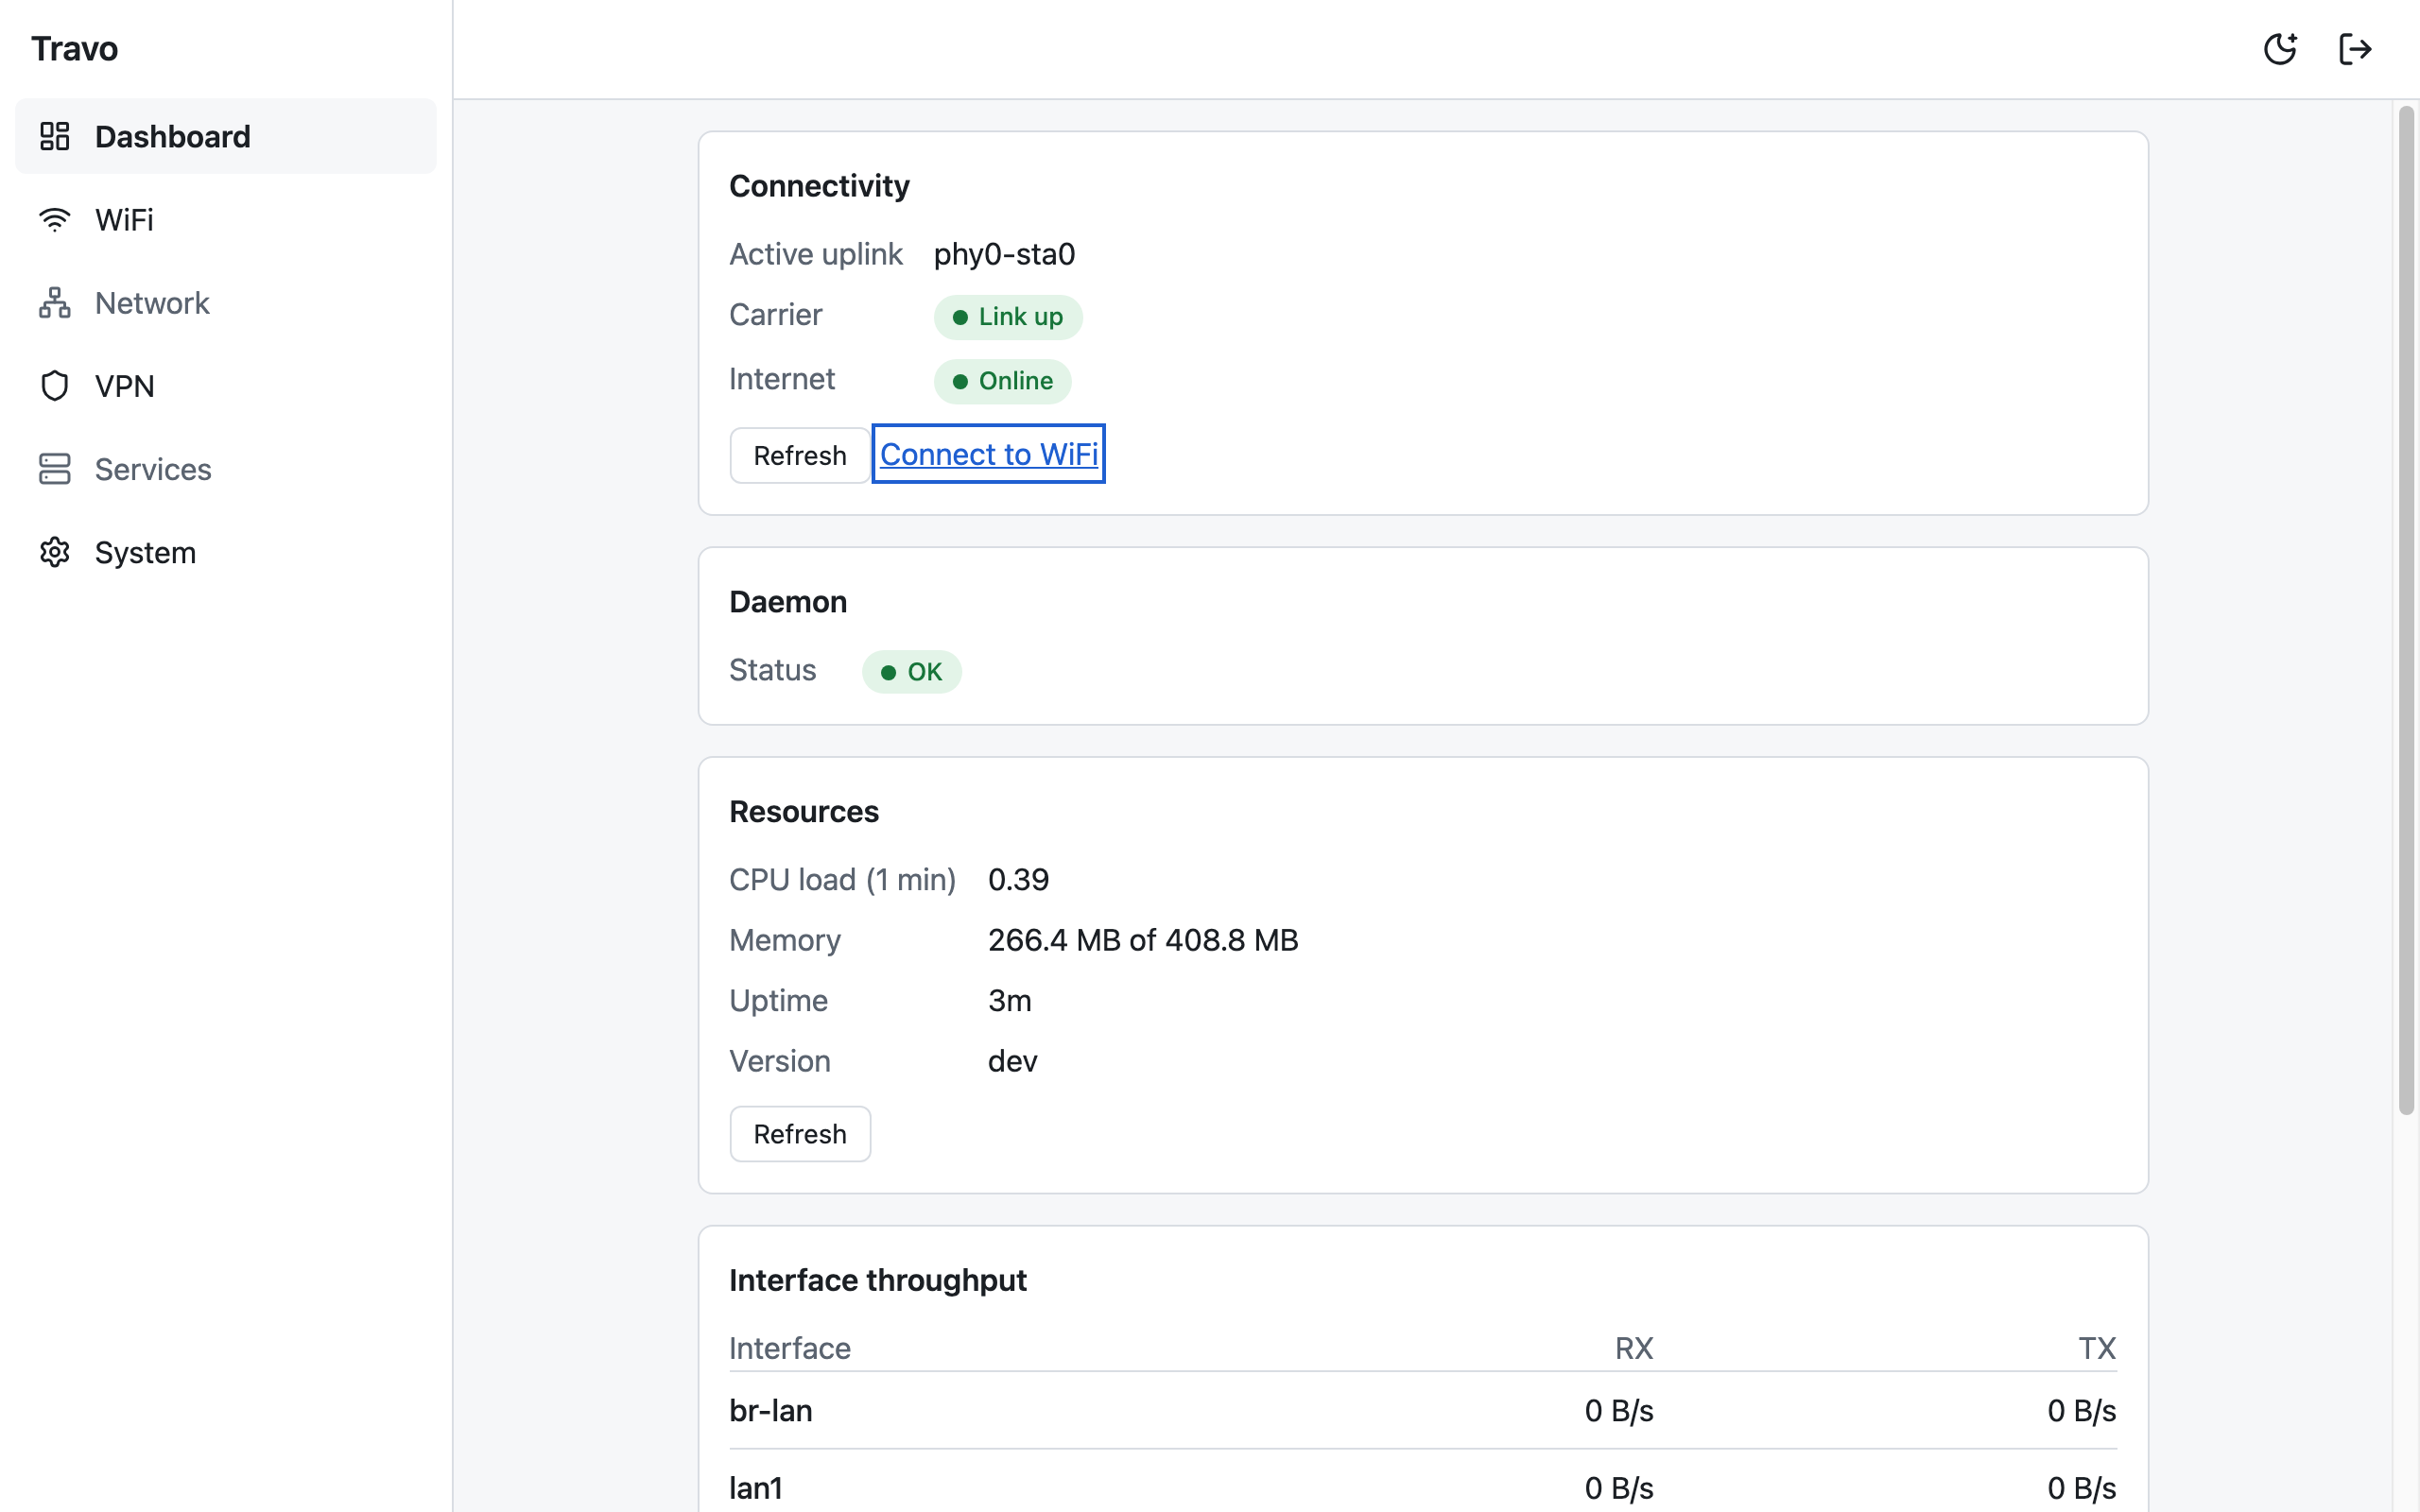 Travo
Dashboard
WiFi
Network
VPN
Services
System
Connectivity
Active uplink phy0-sta0
Carrier Link up
Internet Online
Refresh Connect to WiFi
Daemon
Status OK
Resources
CPU load (1 min) 0.39
Memory 266.4 MB of 408.8 MB
Uptime 3m
Version dev
Refresh
Interface throughput
Interface RX TX
br-lan 0 B/s 0 B/s
lan1 0 B/s 0 B/s